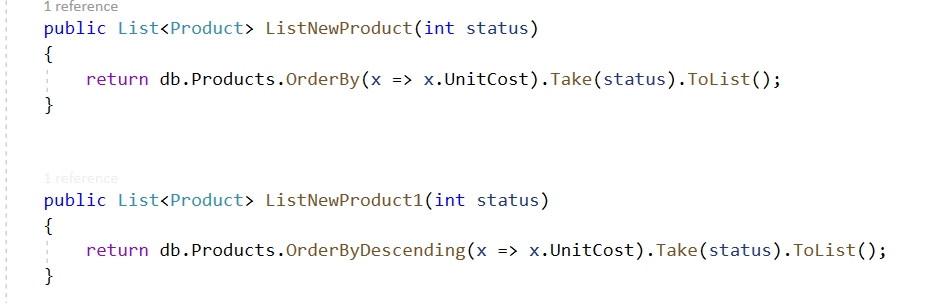 1 reference
public List<Product> ListNewProduct(int status)
{
return db.Products.OrderBy(x => x.UnitCost).Take(status).ToList();
}
1 reference
public List<Product> ListNewProduct1(int status)
{
return db.Products.OrderByDescending(x => x.UnitCost).Take(status).ToList();
}